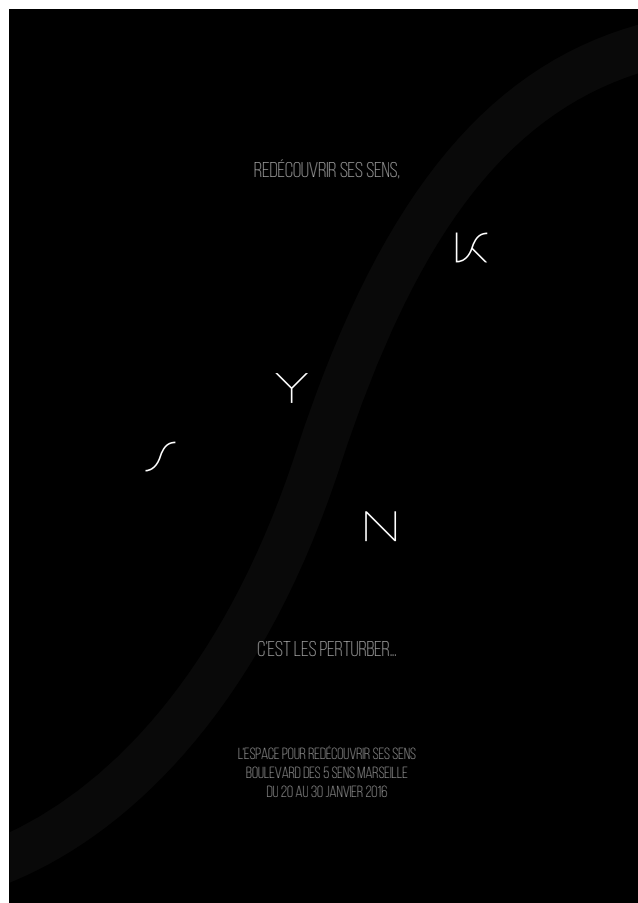 REDÉCOUVRIR SES SENS,
K
Y
S
N
C'EST LES PERTURBER...
L'ESPACE POUR REDÉCOUVRIR SES SENS
BOULEVARD DES 5 SENS MARSEILLE
DU 20 AU 30 JANVIER 2016